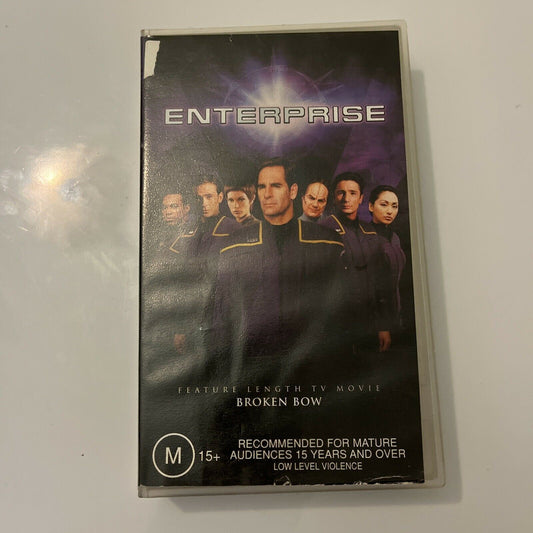 ENTERPRISE
FEATURE LENGTH TV MOVIE
BROKEN BOW
M 15+
RECOMMENDED FOR MATURE
AUDIENCES 15 YEARS AND OVER
LOW LEVEL VIOLENCE